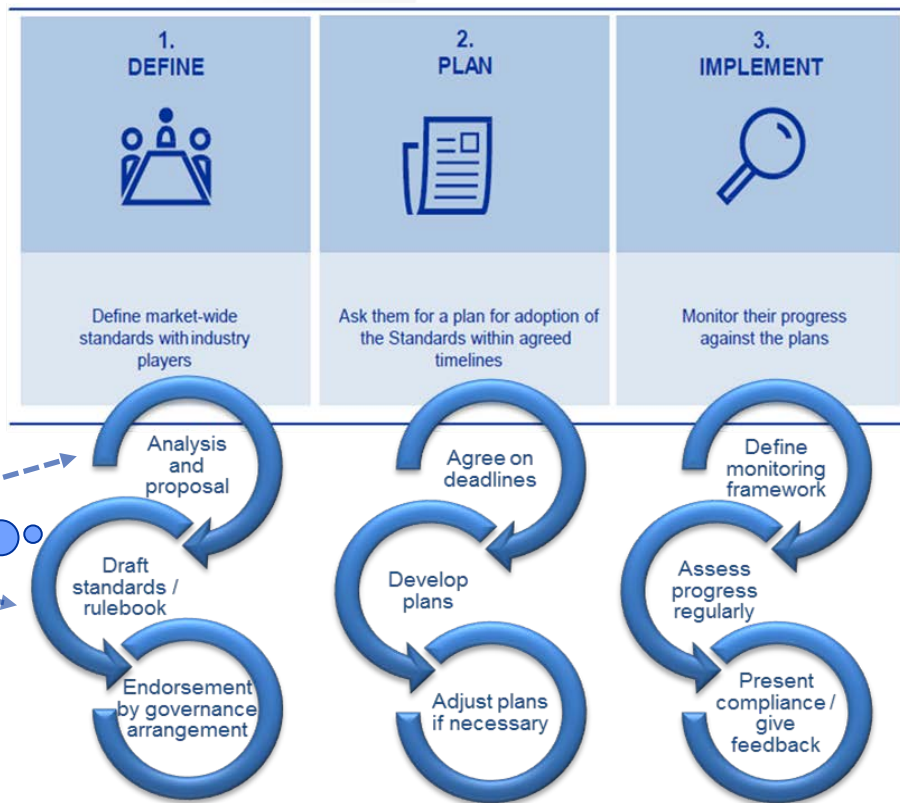 1.
DEFINE
2.
PLAN
3.
IMPLEMENT
Define market-wide
standards with industry
players
Ask them for a plan for adoption of
the Standards within agreed
timelines
Monitor their progress
against the plans
Analysis
and
proposal
Draft
standards /
rulebook
Endorsement
by governance
arrangement
Agree on
deadlines
Develop
plans
Adjust plans
if necessary
Define
monitoring
framework
Assess
progress
regularly
Present
compliance /
give
feedback